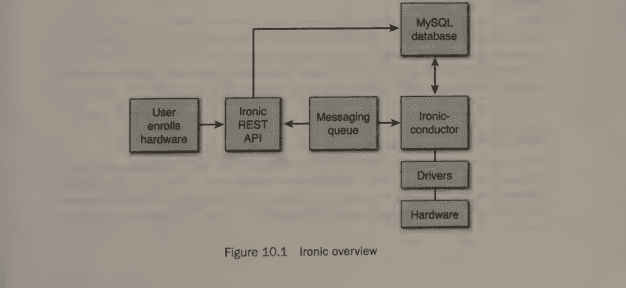 MySQL
database
User
enrolls
hardware
Ironic
REST
API
Messaging
queue
Ironic-
conductor
Drivers
Hardware
Figure 10.1 Ironic overview